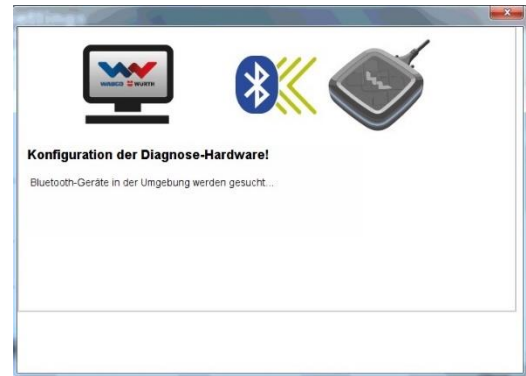 WABCO WÜRTH
Konfiguration der Diagnose-Hardware!
Bluetooth-Geräte in der Umgebung werden gesucht...